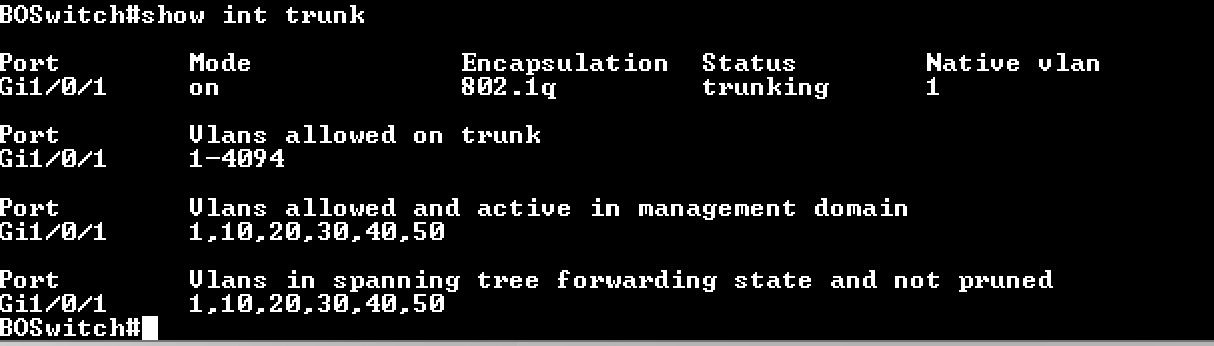 BOSwitch#show int trunk
Port Mode Encapsulation Status Native vlan
Gi1/0/1 on 802.1q trunking 1
Port Vlans allowed on trunk
Gi1/0/1 1-4094
Port Vlans allowed and active in management domain
Gi1/0/1 1,10,20,30,40,50
Port Vlans in spanning tree forwarding state and not pruned
Gi1/0/1 1,10,20,30,40,50
BOSwitch#